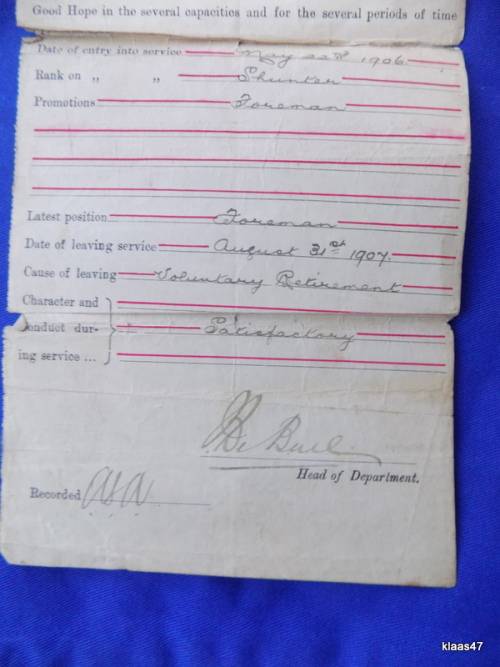 Good Hope in the several capacities and for the several periods of time
Date of entry into service May 22nd 1906
Rank on „ „ Shunter
Promotions Foreman
Latest position Foreman
Date of leaving service August 31st 1907.
Cause of leaving Voluntary Retirement
Character and
conduct dur- Satisfactory
ing service ...
Head of Department.
Recorded
klaas47